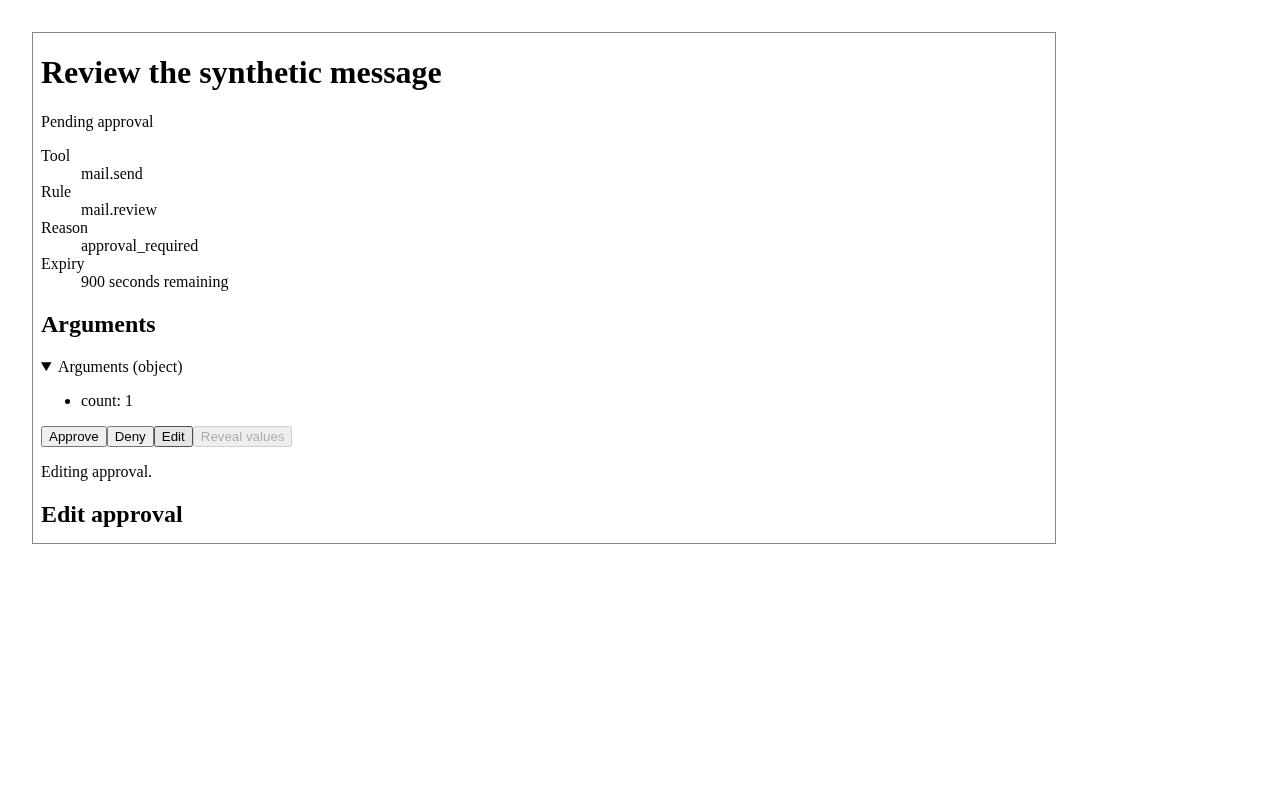 Review the synthetic message
Pending approval
Tool
mail.send
Rule
mail.review
Reason
approval_required
Expiry
900 seconds remaining
Arguments
Arguments (object)
count: 1
Approve Deny Edit Reveal values
Editing approval.
Edit approval